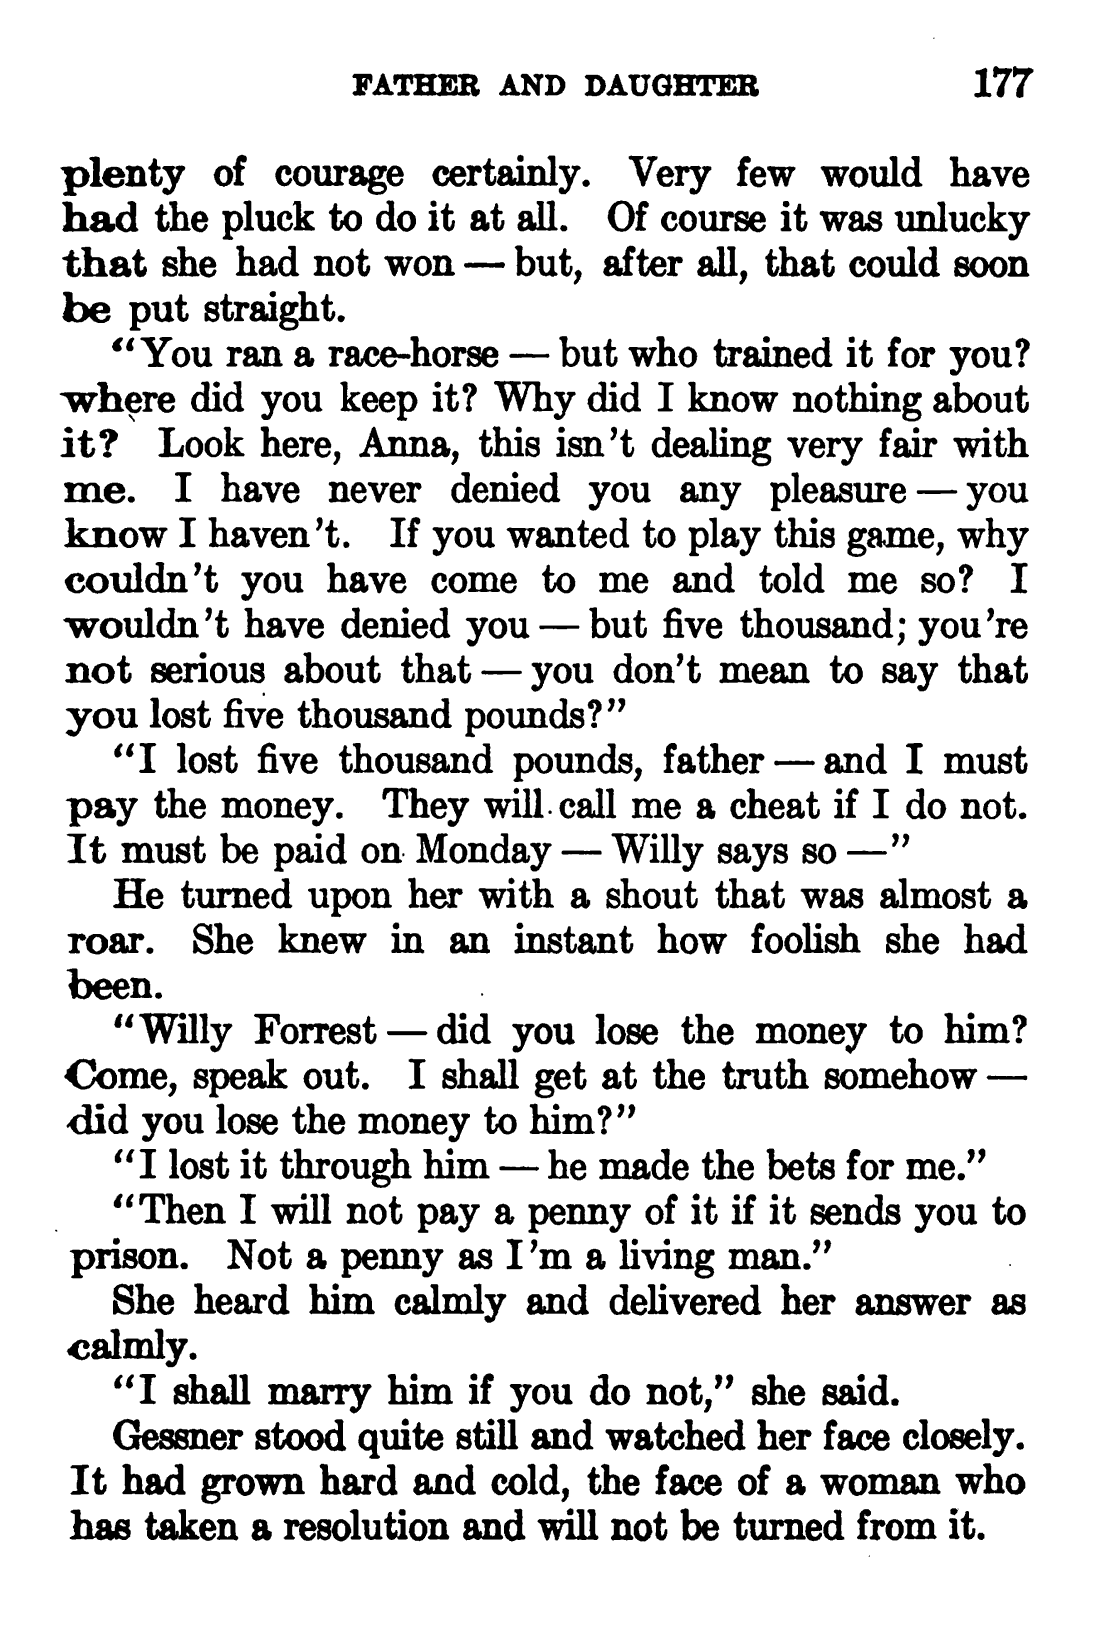 FATHER AND DAUGHTER 177
plenty of courage certainly. Very few would have
had the pluck to do it at all. Of course it was unlucky
that she had not won — but, after all, that could soon
be put straight.
“You ran a race-horse — but who trained it for you?
where did you keep it? Why did I know nothing about
it? Look here, Anna, this isn't dealing very fair with
me. I have never denied you any pleasure — you
know I haven't. If you wanted to play this game, why
couldn't you have come to me and told me so? I
wouldn't have denied you — but five thousand; you're
not serious about that — you don't mean to say that
you lost five thousand pounds?”
“I lost five thousand pounds, father — and I must
pay the money. They will call me a cheat if I do not.
It must be paid on Monday — Willy says so —”
He turned upon her with a shout that was almost a
roar. She knew in an instant how foolish she had
been.
“Willy Forrest — did you lose the money to him?
Come, speak out. I shall get at the truth somehow —
did you lose the money to him?”
“I lost it through him — he made the bets for me.”
“Then I will not pay a penny of it if it sends you to
prison. Not a penny as I'm a living man.”
She heard him calmly and delivered her answer as
calmly.
“I shall marry him if you do not,” she said.
Gessner stood quite still and watched her face closely.
It had grown hard and cold, the face of a woman who
has taken a resolution and will not be turned from it.